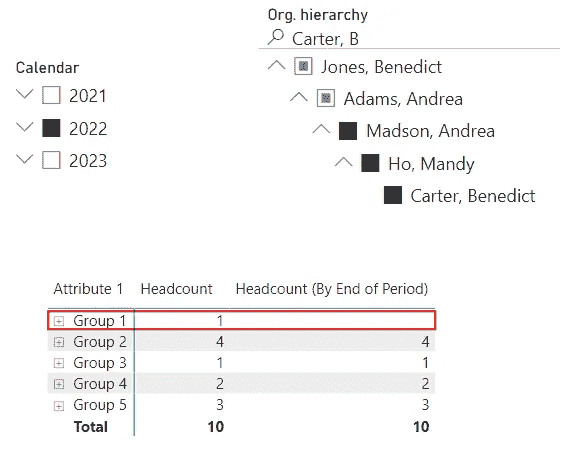 Org. hierarchy
Carter, B
Jones, Benedict
Adams, Andrea
Madson, Andrea
Ho, Mandy
Carter, Benedict
Calendar
2021
2022
2023
Attribute 1 Headcount Headcount (By End of Period)
Group 1 1
Group 2 4 4
Group 3 1 1
Group 4 2 2
Group 5 3 3
Total 10 10